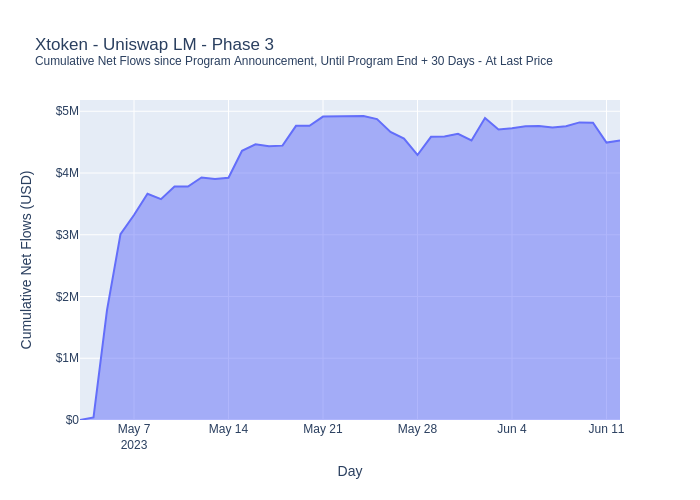 Xtoken - Uniswap LM - Phase 3
Cumulative Net Flows since Program Announcement, Until Program End + 30 Days - At Last Price
Cumulative Net Flows (USD)
$5M
$4M
$3M
$2M
$1M
$0
May 7
2023
May 14
May 21
May 28
Jun 4
Jun 11
Day